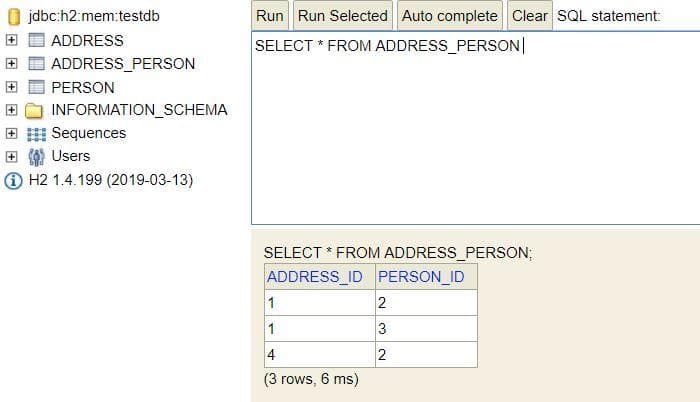 jdbc:h2:mem:testdb
ADDRESS
ADDRESS_PERSON
PERSON
INFORMATION_SCHEMA
Sequences
Users
H2 1.4.199 (2019-03-13)
Run Run Selected Auto complete Clear SQL statement:
SELECT * FROM ADDRESS_PERSON
SELECT * FROM ADDRESS_PERSON;
ADDRESS_ID PERSON_ID
1 2
1 3
4 2
(3 rows, 6 ms)